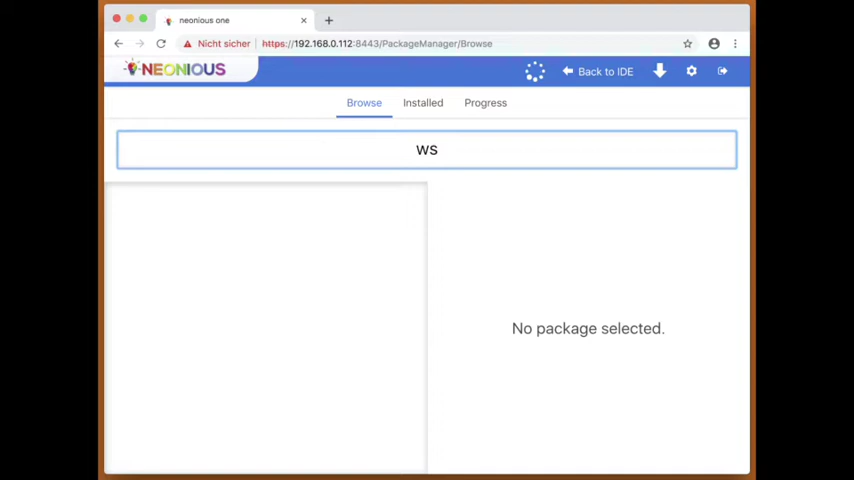 neonious one
Nicht sicher https://192.168.0.112:8443/PackageManager/Browse
NEONIOUS
Back to IDE
Browse Installed Progress
ws
No package selected.